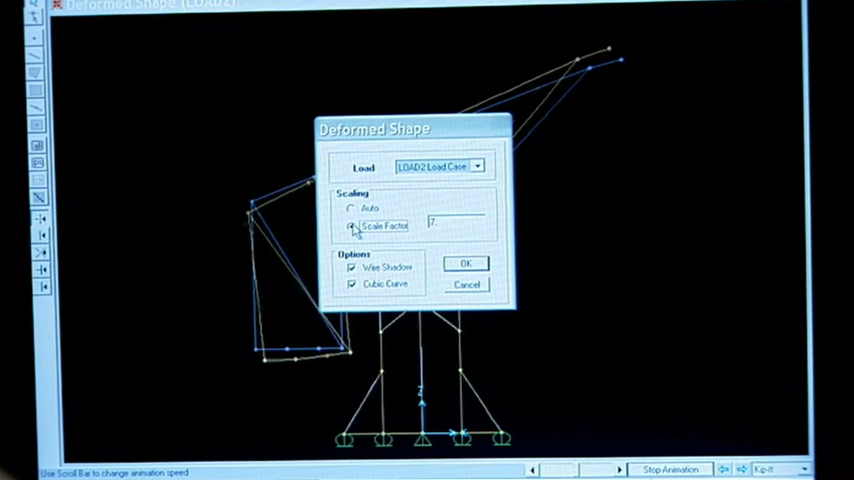 Deformed Shape (LOAD2)
Deformed Shape
Load
LOAD2 Load Case
Scaling
Auto
Scale Factor
7.
Options
Wire Shadow
Cubic Curve
OK
Cancel
Z
Use Scroll Bar to change animation speed
Stop Animation
Kip-ft